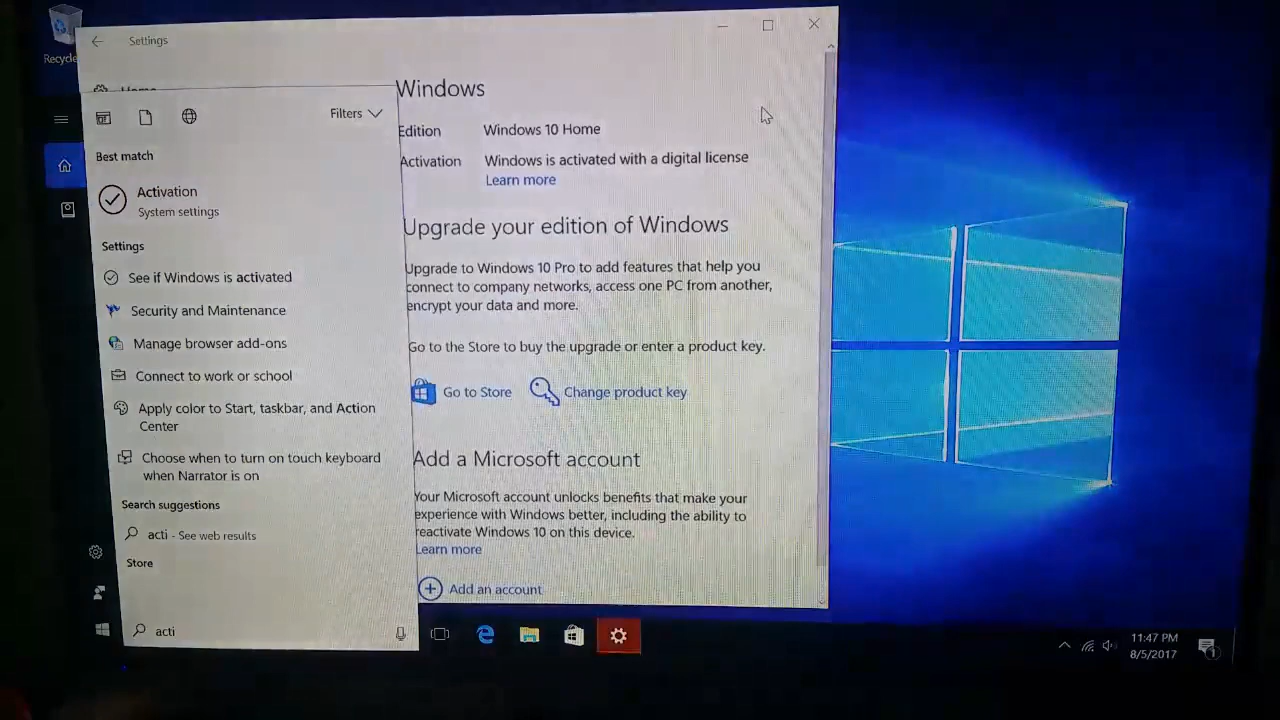 Recycle
Settings
Home
Filters
Best match
Activation
System settings
Settings
See if Windows is activated
Security and Maintenance
Manage browser add-ons
Connect to work or school
Apply color to Start, taskbar, and Action
Center
Choose when to turn on touch keyboard
when Narrator is on
Search suggestions
acti - See web results
Store
acti
Windows
Edition Windows 10 Home
Activation Windows is activated with a digital license
Learn more
Upgrade your edition of Windows
Upgrade to Windows 10 Pro to add features that help you
connect to company networks, access one PC from another,
encrypt your data and more.
Go to the Store to buy the upgrade or enter a product key.
Go to Store Change product key
Add a Microsoft account
Your Microsoft account unlocks benefits that make your
experience with Windows better, including the ability to
reactivate Windows 10 on this device.
Learn more
Add an account
11:47 PM
8/5/2017
1